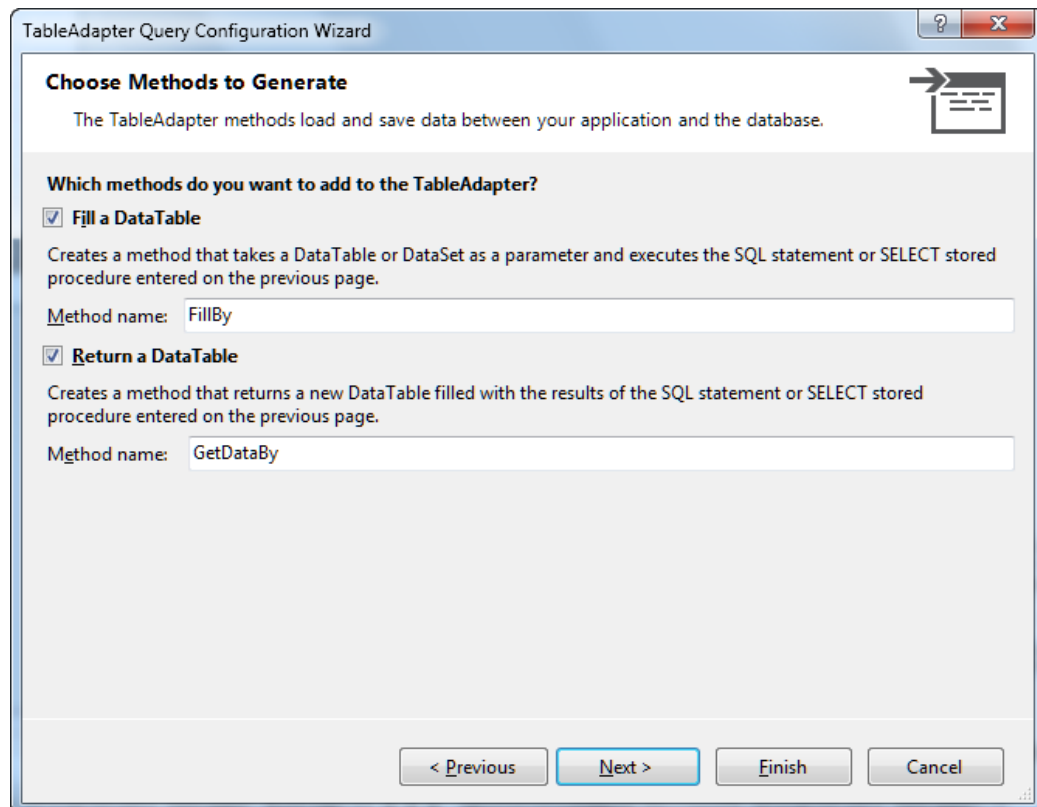 TableAdapter Query Configuration Wizard
? X
Choose Methods to Generate
The TableAdapter methods load and save data between your application and the database.
Which methods do you want to add to the TableAdapter?
Fill a DataTable
Creates a method that takes a DataTable or DataSet as a parameter and executes the SQL statement or SELECT stored
procedure entered on the previous page.
Method name: FillBy
Return a DataTable
Creates a method that returns a new DataTable filled with the results of the SQL statement or SELECT stored
procedure entered on the previous page.
Method name: GetDataBy
< Previous Next > Finish Cancel